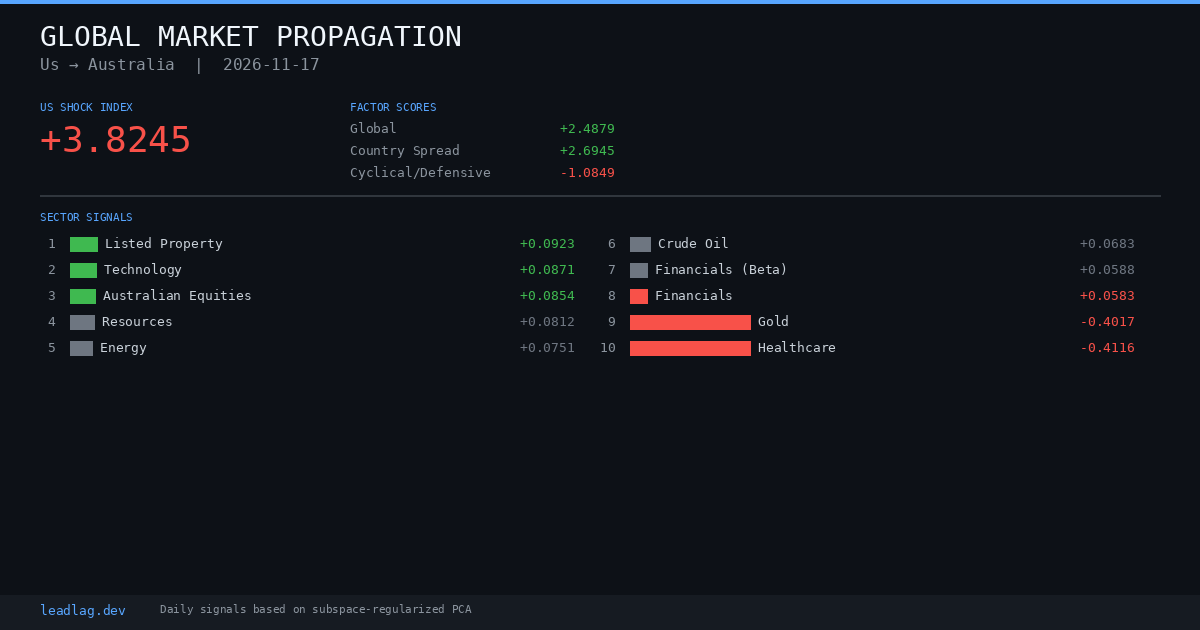 GLOBAL MARKET PROPAGATION
Us → Australia | 2026-11-17
US SHOCK INDEX
+3.8245
FACTOR SCORES
Global +2.4879
Country Spread +2.6945
Cyclical/Defensive -1.0849
SECTOR SIGNALS
1 Listed Property +0.0923
2 Technology +0.0871
3 Australian Equities +0.0854
4 Resources +0.0812
5 Energy +0.0751
6 Crude Oil +0.0683
7 Financials (Beta) +0.0588
8 Financials +0.0583
9 Gold -0.4017
10 Healthcare -0.4116
leadlag.dev Daily signals based on subspace-regularized PCA